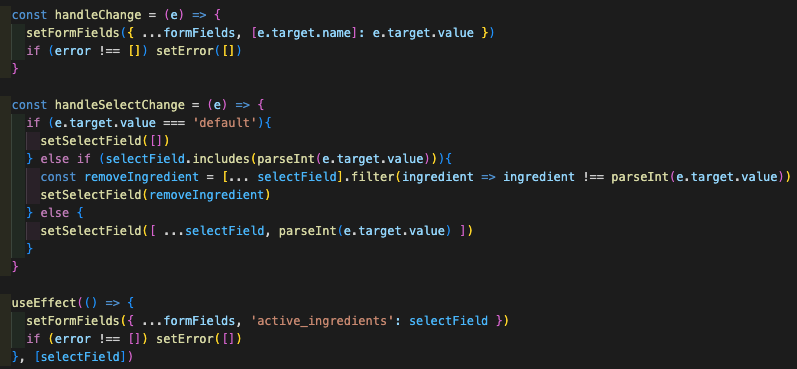 const handleChange = (e) => {
  setFormFields({ ...formFields, [e.target.name]: e.target.value })
  if (error !== []) setError([])
}

const handleSelectChange = (e) => {
  if (e.target.value === 'default'){
    setSelectField([])
  } else if (selectField.includes(parseInt(e.target.value))){
    const removeIngredient = [... selectField].filter(ingredient => ingredient !== parseInt(e.target.value))
    setSelectField(removeIngredient)
  } else {
    setSelectField([ ...selectField, parseInt(e.target.value) ])
  }
}

useEffect(() => {
  setFormFields({ ...formFields, 'active_ingredients': selectField })
  if (error !== []) setError([])
}, [selectField])